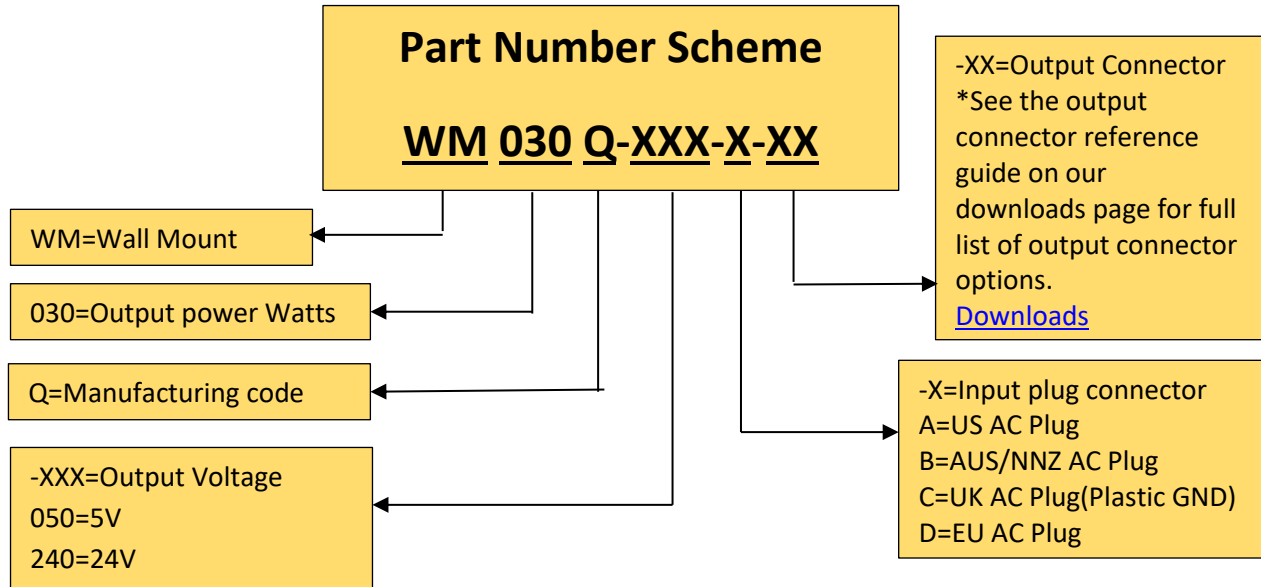 Part Number Scheme
WM 030 Q-XXX-X-XX
WM=Wall Mount
030=Output power Watts
Q=Manufacturing code
-XXX=Output Voltage
050=5V
240=24V
-XX=Output Connector
*See the output
connector reference
guide on our
downloads page for full
list of output connector
options.
Downloads
-X=Input plug connector
A=US AC Plug
B=AUS/NNZ AC Plug
C=UK AC Plug(Plastic GND)
D=EU AC Plug